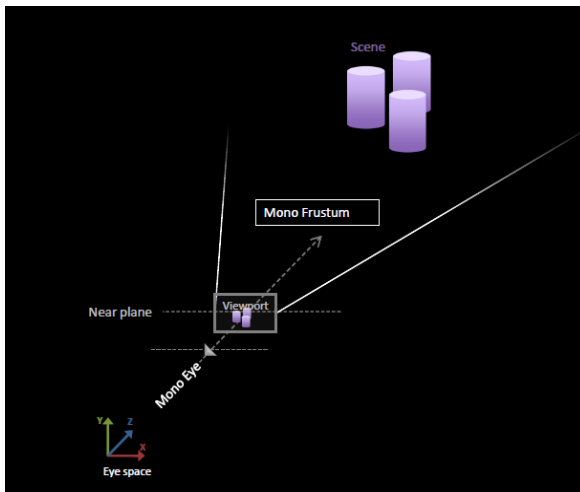 Scene
Mono Frustum
Viewport
Near plane
Mono Eye
Y
Z
X
Eye space